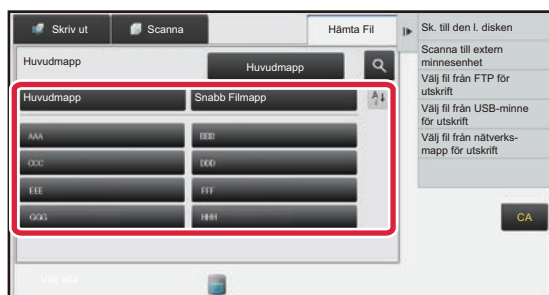 Skriv ut
Scanna
Hämta Fil
Huvudmapp
Huvudmapp
Huvudmapp
Snabb Filmapp
AAA
BBB
CCC
DDD
EEE
FFF
GGG
HHH
Välj alla
Sk. till den l. disken
Scanna till extern
minnesenhet
Välj fil från FTP för
utskrift
Välj fil från USB-minne
för utskrift
Välj fil från nätverks-
mapp för utskrift
CA